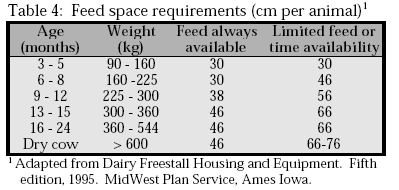 Table 4:  Feed space requirements (cm per animal)1
Age (months) Weight (kg) Feed always available Limited feed or time availability
3 - 5 90 - 160 30 30
6 - 8 160 -225 30 46
9 - 12 225 - 300 38 56
13 - 15 300 - 360 46 66
16 - 24 360 - 544 46 66
Dry cow > 600 46 66-76
1 Adapted from Dairy Freestall Housing and Equipment.  Fifth
edition, 1995.  MidWest Plan Service, Ames Iowa.